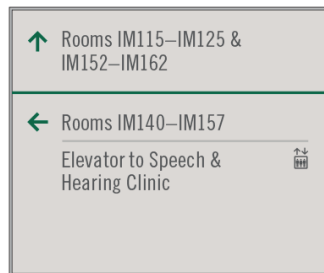 Rooms IM115–IM125 &
IM152–IM162
Rooms IM140–IM157
Elevator to Speech &
Hearing Clinic